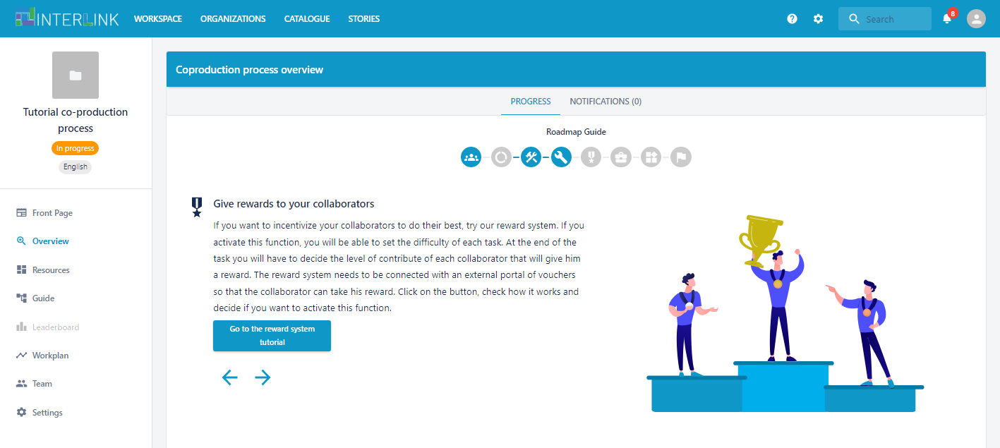 INTERLINK WORKSPACE ORGANIZATIONS CATALOGUE STORIES Search 8
Tutorial co-production
process
In progress
English
Front Page
Overview
Resources
Guide
Leaderboard
Workplan
Team
Settings
Coproduction process overview
PROGRESS NOTIFICATIONS (0)
Roadmap Guide
Give rewards to your collaborators
If you want to incentivize your collaborators to do their best, try our reward system. If you
activate this function, you will be able to set the difficulty of each task. At the end of the
task you will have to decide the level of contribute of each collaborator that will give him
a reward. The reward system needs to be connected with an external portal of vouchers
so that the collaborator can take his reward. Click on the button, check how it works and
decide if you want to activate this function.
Go to the reward system
tutorial